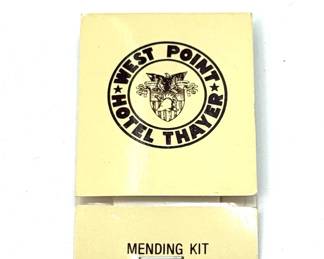 WEST POINT
★ HOTEL THAYER ★
MENDING KIT